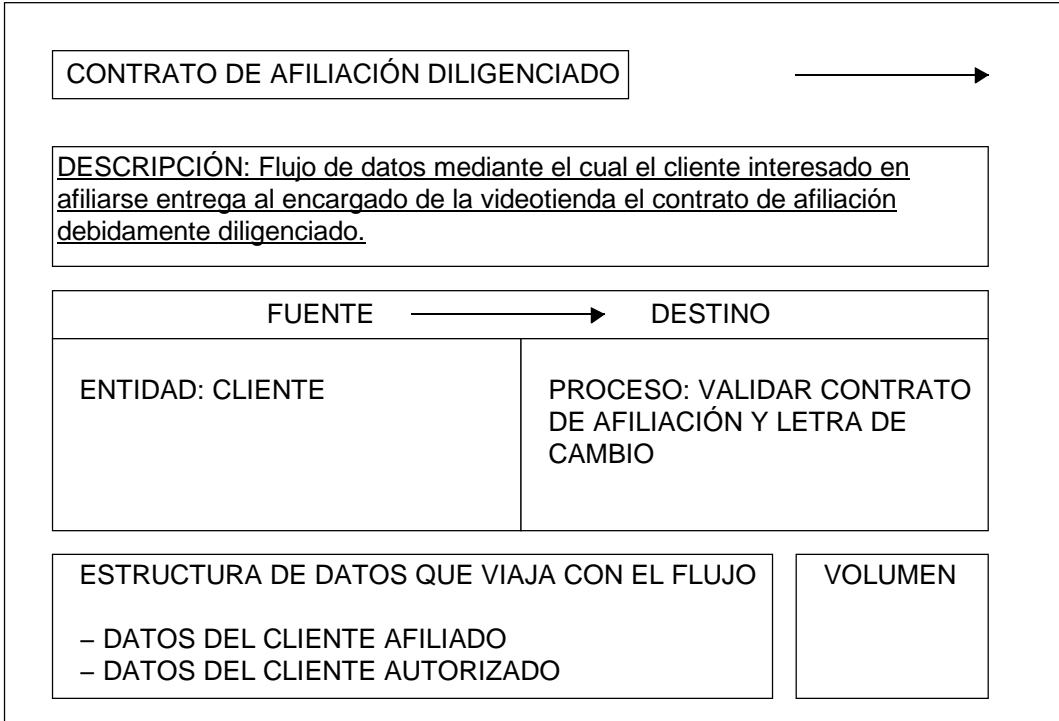 CONTRATO DE AFILIACIÓN DILIGENCIADO
DESCRIPCIÓN: Flujo de datos mediante el cual el cliente interesado en
afiliarse entrega al encargado de la videotienda el contrato de afiliación
debidamente diligenciado.
FUENTE DESTINO
ENTIDAD: CLIENTE
PROCESO: VALIDAR CONTRATO
DE AFILIACIÓN Y LETRA DE
CAMBIO
ESTRUCTURA DE DATOS QUE VIAJA CON EL FLUJO
– DATOS DEL CLIENTE AFILIADO
– DATOS DEL CLIENTE AUTORIZADO
VOLUMEN